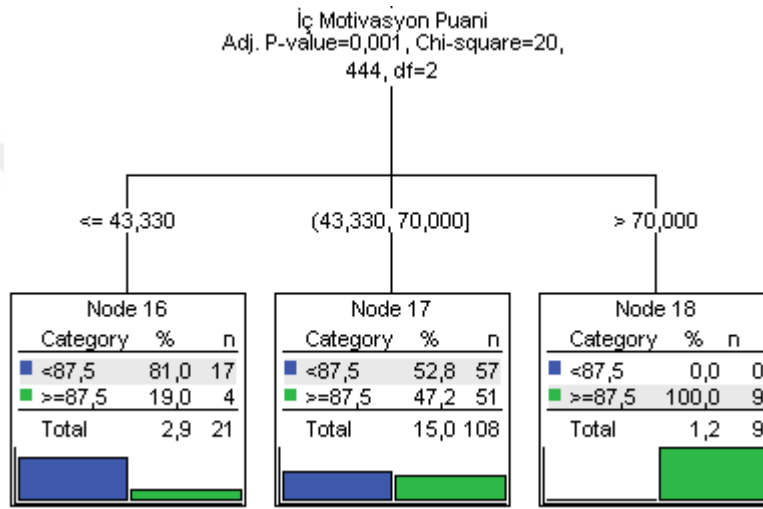 İç Motivasyon Puani
Adj. P-value=0,001, Chi-square=20,
444, df=2
<= 43,330 (43,330, 70,000] > 70,000
Node 16 Node 17 Node 18
Category % n Category % n Category % n
<87,5 81,0 17 <87,5 52,8 57 <87,5 0,0 0
>=87,5 19,0 4 >=87,5 47,2 51 >=87,5 100,0 9
Total 2,9 21 Total 15,0 108 Total 1,2 9